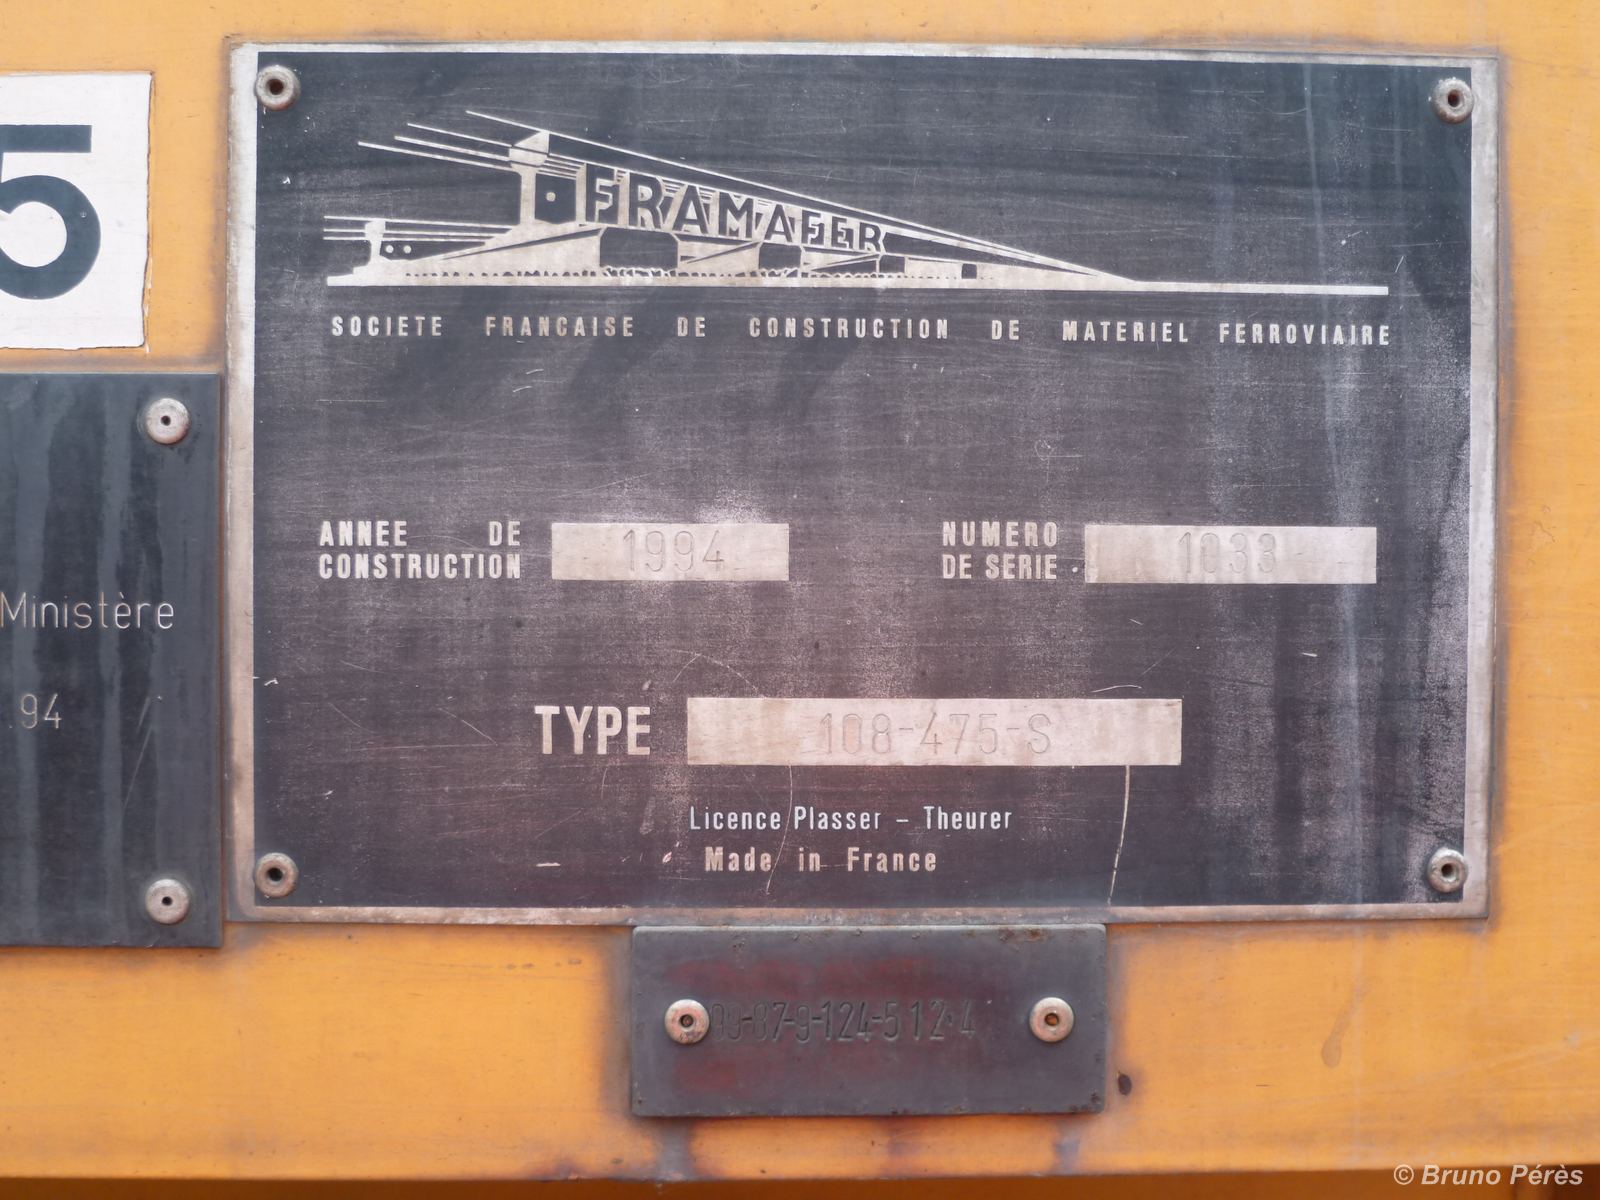 5
FRAMAFER
SOCIETE FRANCAISE DE CONSTRUCTION DE MATERIEL FERROVIAIRE
ANNEE DE CONSTRUCTION 1994
NUMERO DE SERIE 1033
Ministère
94
TYPE 108-475-S
Licence Plasser - Theurer
Made in France
99-87-9-124-512-4
© Bruno Pérès